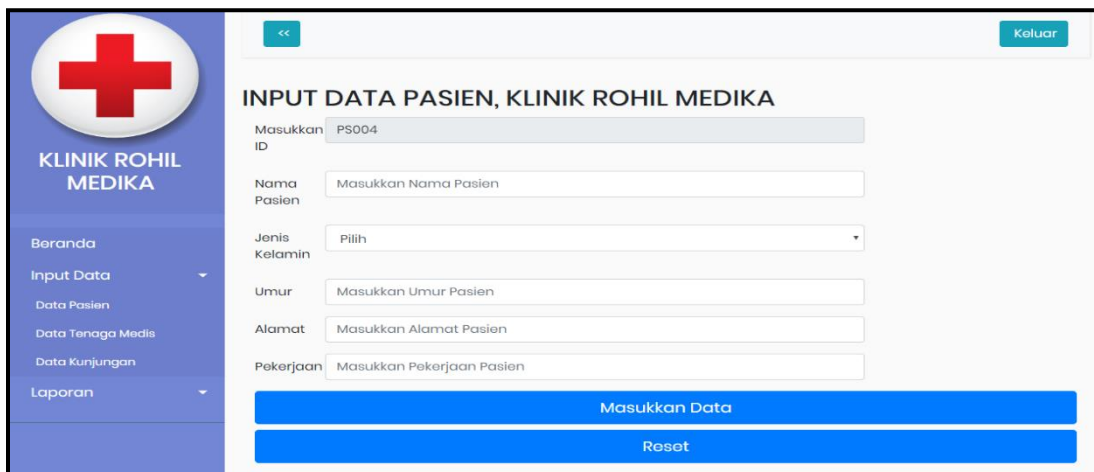 <<
Keluar
KLINIK ROHIL
MEDIKA
Beranda
Input Data
Data Pasien
Data Tenaga Medis
Data Kunjungan
Laporan
INPUT DATA PASIEN, KLINIK ROHIL MEDIKA
Masukkan
ID
PS004
Nama
Pasien
Masukkan Nama Pasien
Jenis
Kelamin
Pilih
Umur
Masukkan Umur Pasien
Alamat
Masukkan Alamat Pasien
Pekerjaan
Masukkan Pekerjaan Pasien
Masukkan Data
Reset